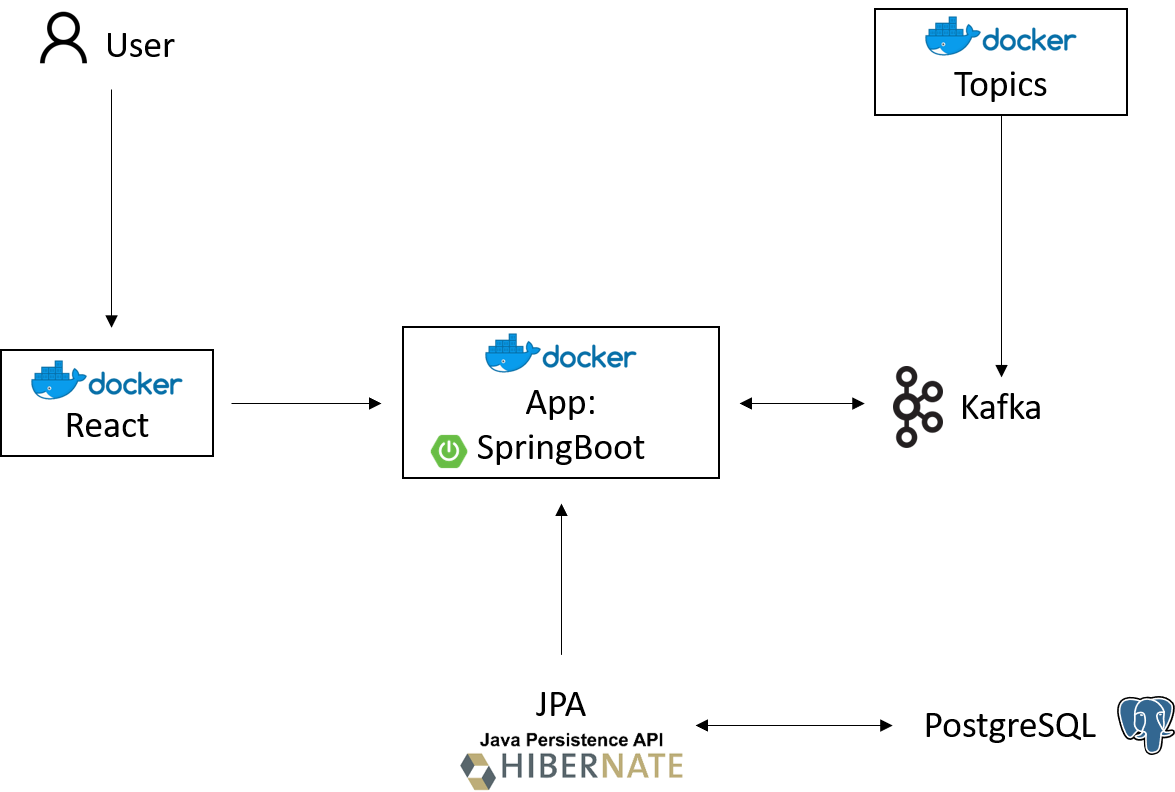 User
docker
Topics
docker
React
docker
App:
SpringBoot
Kafka
JPA
Java Persistence API
HIBERNATE
PostgreSQL